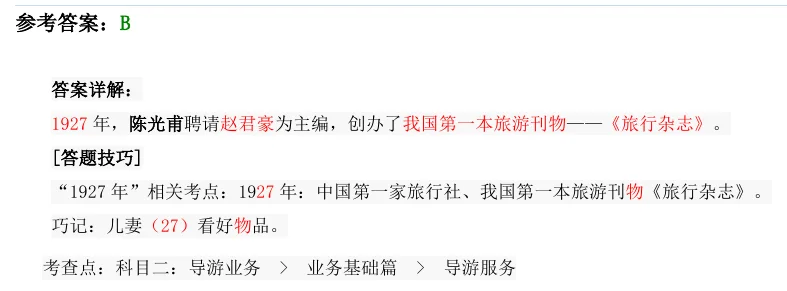 参考答案：B
答案详解：
1927 年，陈光甫聘请赵君豪为主编，创办了我国第一本旅游刊物——《旅行杂志》。
[答题技巧]
“1927 年”相关考点：1927 年：中国第一家旅行社、我国第一本旅游刊物《旅行杂志》。
巧记：儿妻（27）看好物品。
考查点：科目二：导游业务 > 业务基础篇 > 导游服务